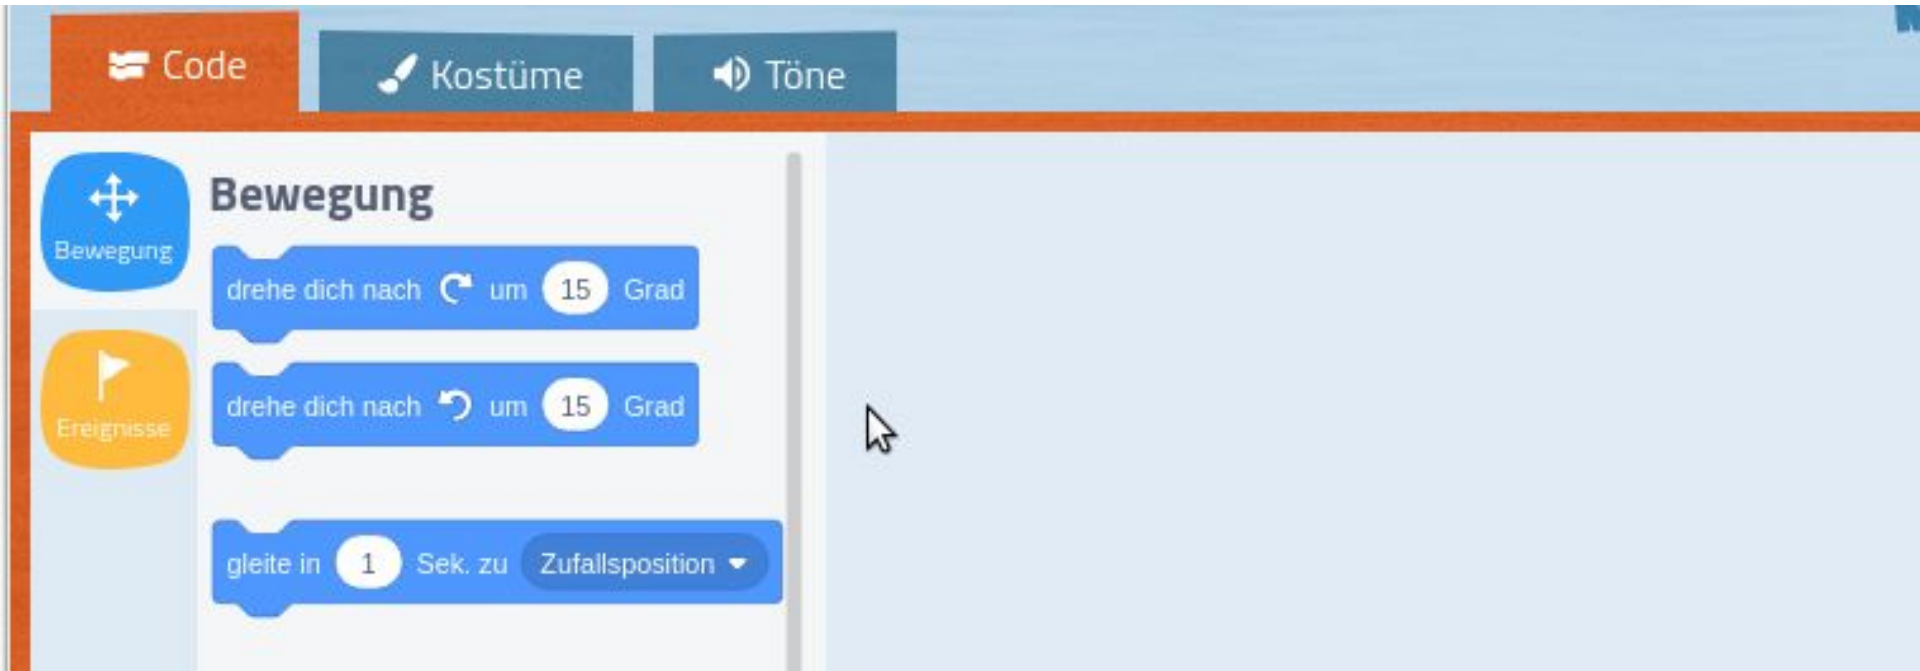 Code Kostüme Töne
Bewegung
Bewegung
drehe dich nach um 15 Grad
Ereignisse
drehe dich nach um 15 Grad
gleite in 1 Sek. zu Zufallsposition